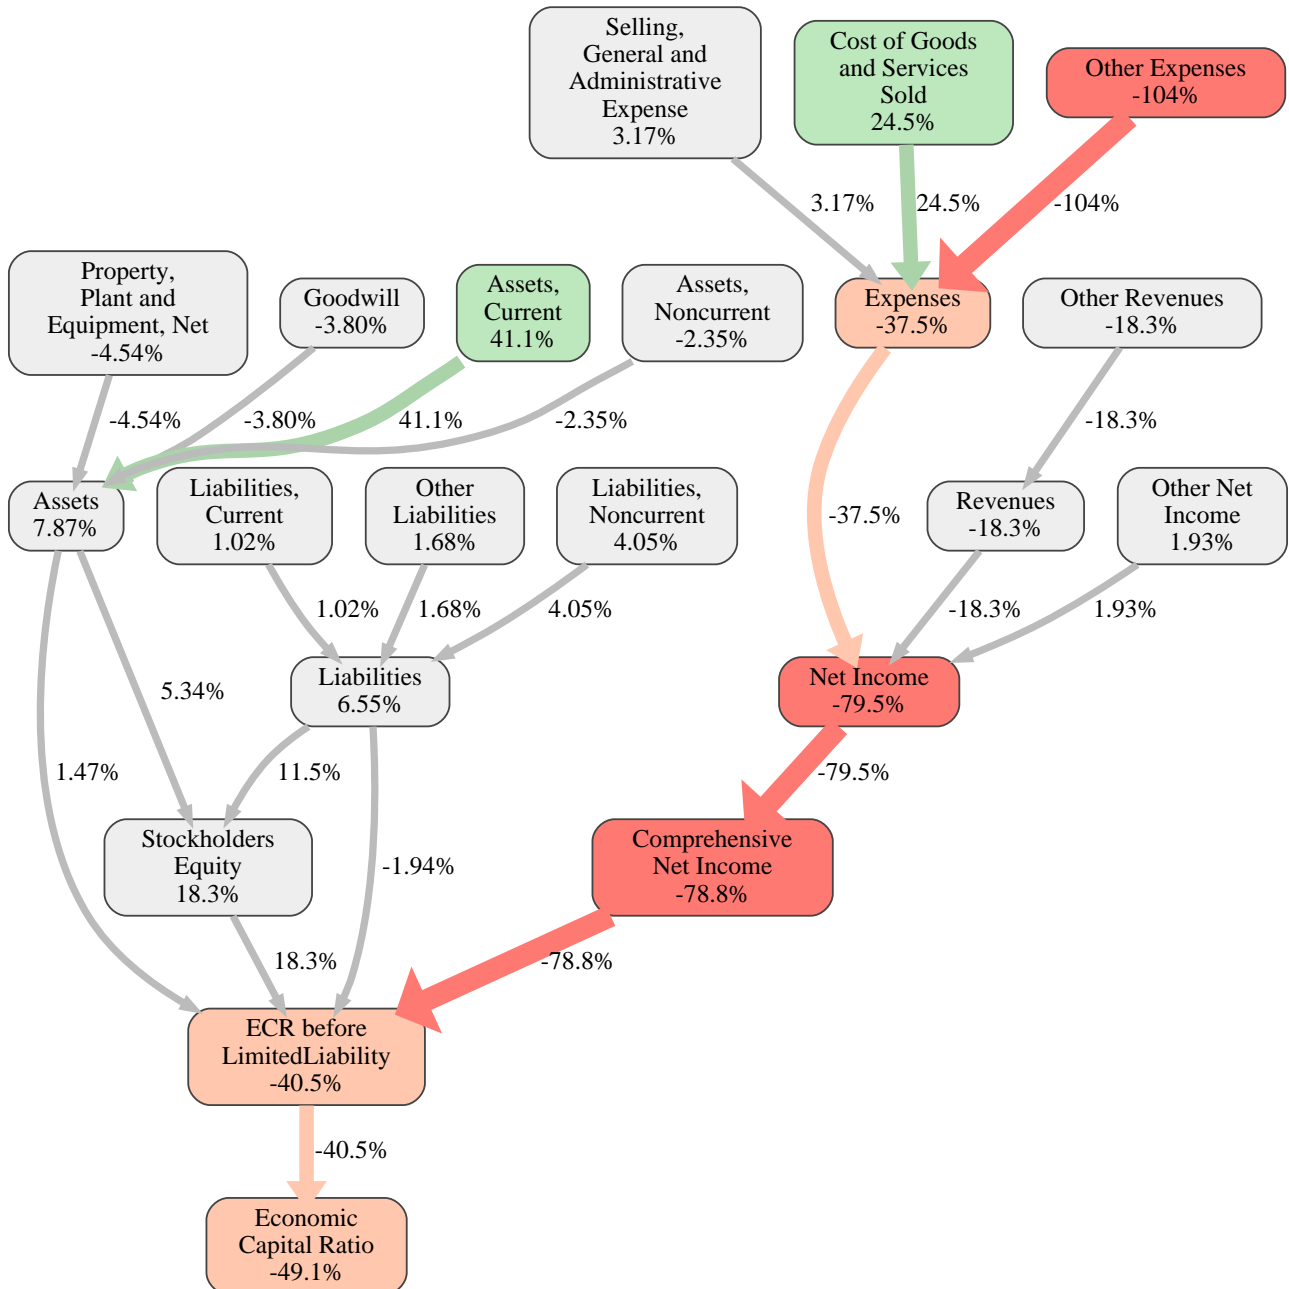 Selling,
General and
Administrative
Expense
3.17%
Cost of Goods
and Services
Sold
24.5%
Other Expenses
-104%
3.17%
24.5%
-104%
Property,
Plant and
Equipment, Net
-4.54%
Goodwill
-3.80%
Assets,
Current
41.1%
Assets,
Noncurrent
-2.35%
Expenses
-37.5%
Other Revenues
-18.3%
-4.54%
-3.80%
41.1%
-2.35%
-18.3%
Assets
7.87%
Liabilities,
Current
1.02%
Other
Liabilities
1.68%
Liabilities,
Noncurrent
4.05%
-37.5%
Revenues
-18.3%
Other Net
Income
1.93%
1.02%
1.68%
4.05%
-18.3%
1.93%
5.34%
Liabilities
6.55%
Net Income
-79.5%
1.47%
11.5%
-79.5%
Stockholders
Equity
18.3%
-1.94%
Comprehensive
Net Income
-78.8%
18.3%
-78.8%
ECR before
LimitedLiability
-40.5%
-40.5%
Economic
Capital Ratio
-49.1%